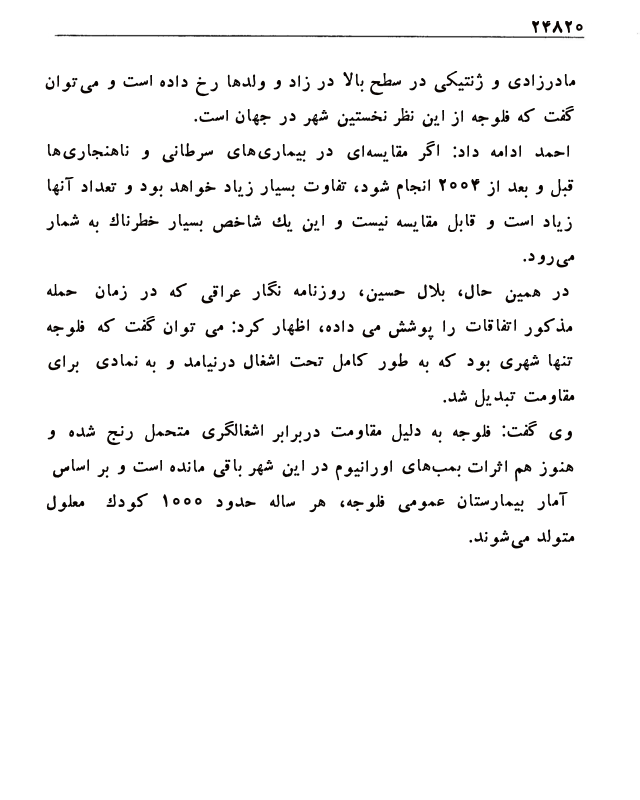 ۲۴۸۲۰
مادرزادی و ژنتیکی در سطح بالا در زاد و ولدها رخ داده است و می‌توان
گفت که فلوجه از این نظر نخستین شهر در جهان است.
احمد ادامه داد: اگر مقایسه‌ای در بیماری‌های سرطانی و ناهنجاری‌ها
قبل و بعد از ۲۰۰۴ انجام شود، تفاوت بسیار زیاد خواهد بود و تعداد آنها
زیاد است و قابل مقایسه نیست و این یك شاخص بسیار خطرناك به شمار
می‌رود.
در همین حال، بلال حسین، روزنامه نگار عراقی که در زمان حمله
مذکور اتفاقات را پوشش می داده، اظهار کرد: می توان گفت که فلوجه
تنها شهری بود که به طور کامل تحت اشغال درنیامد و به نمادی برای
مقاومت تبدیل شد.
وی گفت: فلوجه به دلیل مقاومت دربرابر اشغالگری متحمل رنج شده و
هنوز هم اثرات بمب‌های اورانیوم در این شهر باقی مانده است و بر اساس
آمار بیمارستان عمومی فلوجه، هر ساله حدود ۱۰۰۰ کودك معلول
متولد می‌شوند.